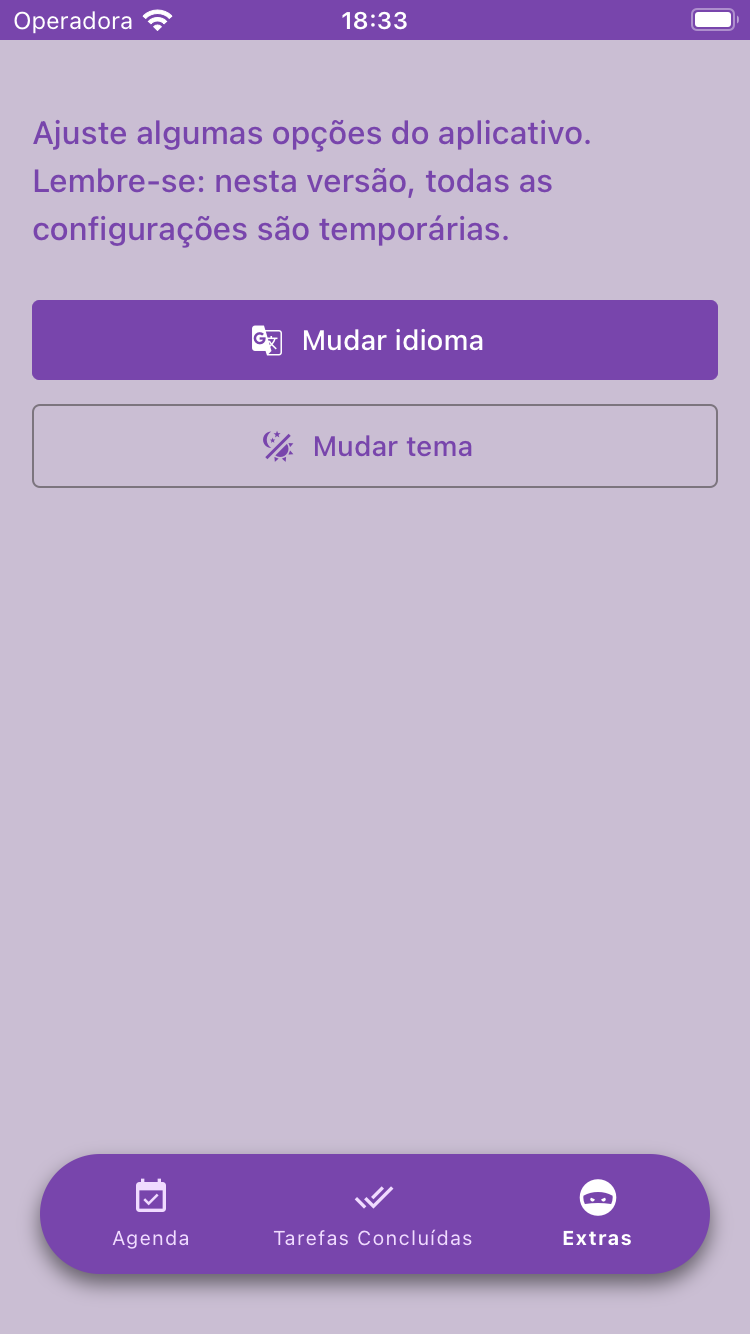 Operadora 18:33
Ajuste algumas opções do aplicativo.
Lembre-se: nesta versão, todas as
configurações são temporárias.
Mudar idioma
Mudar tema
Agenda Tarefas Concluídas Extras